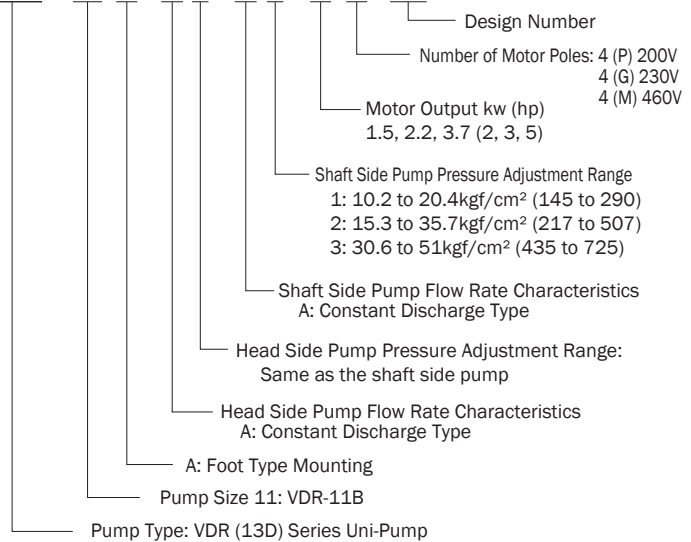 Design Number
Number of Motor Poles: 4 (P) 200V
4 (G) 230V
4 (M) 460V
Motor Output kw (hp)
1.5, 2.2, 3.7 (2, 3, 5)
Shaft Side Pump Pressure Adjustment Range
1: 10.2 to 20.4kgf/cm² (145 to 290)
2: 15.3 to 35.7kgf/cm² (217 to 507)
3: 30.6 to 51kgf/cm² (435 to 725)
Shaft Side Pump Flow Rate Characteristics
A: Constant Discharge Type
Head Side Pump Pressure Adjustment Range:
Same as the shaft side pump
Head Side Pump Flow Rate Characteristics
A: Constant Discharge Type
A: Foot Type Mounting
Pump Size 11: VDR-11B
Pump Type: VDR (13D) Series Uni-Pump